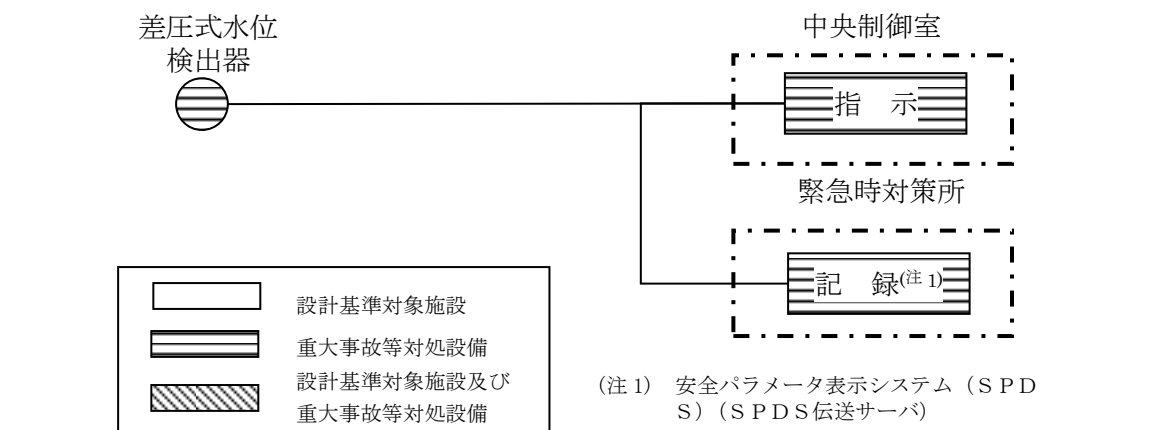 差圧式水位
検出器
中央制御室
指　示
緊急時対策所
記　録(注 1)
設計基準対象施設
重大事故等対処設備
設計基準対象施設及び
重大事故等対処設備
(注 1)　安全パラメータ表示システム（ＳＰＤ
Ｓ）（ＳＰＤＳ伝送サーバ）